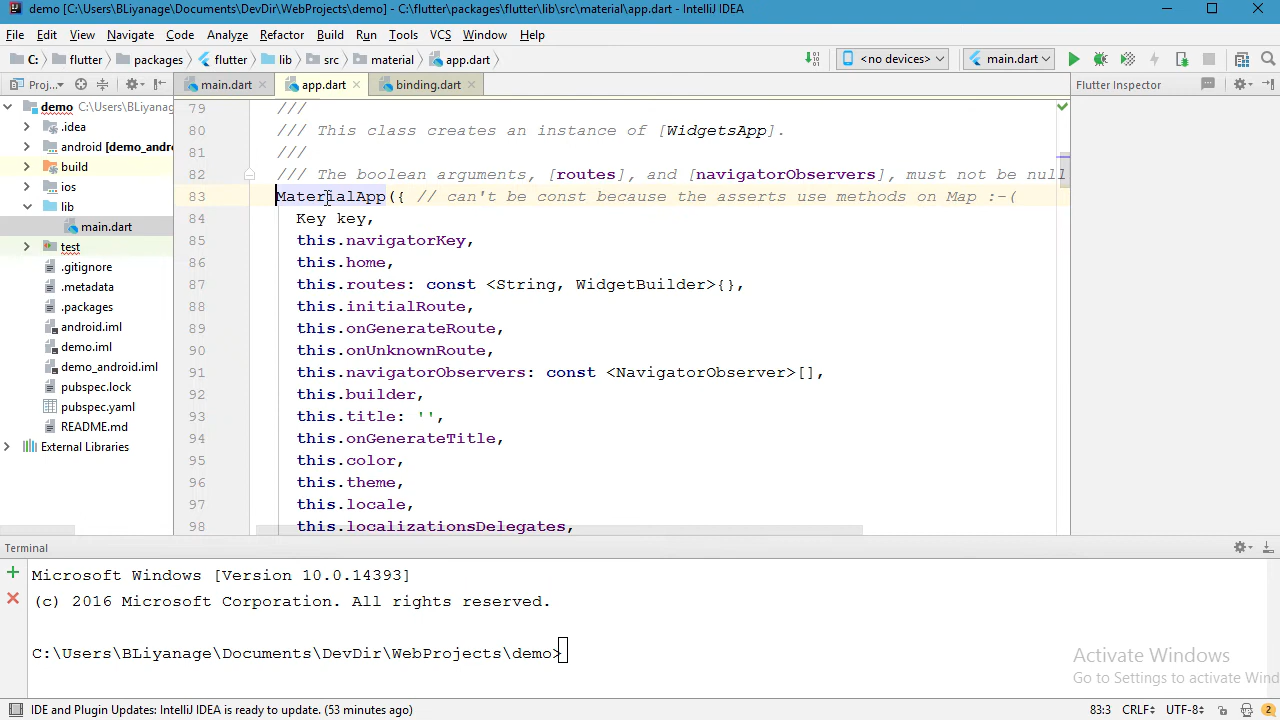 demo [C:\Users\BLiyanage\Documents\DevDir\WebProjects\demo] - C:\flutter\packages\flutter\lib\src\material\app.dart - IntelliJ IDEA
File Edit View Navigate Code Analyze Refactor Build Run Tools VCS Window Help
C: flutter packages flutter lib src material app.dart <no devices> main.dart
Proj... main.dart app.dart binding.dart Flutter Inspector
demo C:\Users\BLiyanage
.idea
android [demo_andro
build
ios
lib
main.dart
test
.gitignore
.metadata
.packages
android.iml
demo.iml
demo_android.iml
pubspec.lock
pubspec.yaml
README.md
External Libraries
79 ///
80 /// This class creates an instance of [WidgetsApp].
81 ///
82 /// The boolean arguments, [routes], and [navigatorObservers], must not be null
83 MaterialApp({ // can't be const because the asserts use methods on Map :-(
84 Key key,
85 this.navigatorKey,
86 this.home,
87 this.routes: const <String, WidgetBuilder>{},
88 this.initialRoute,
89 this.onGenerateRoute,
90 this.onUnknownRoute,
91 this.navigatorObservers: const <NavigatorObserver>[],
92 this.builder,
93 this.title: '',
94 this.onGenerateTitle,
95 this.color,
96 this.theme,
97 this.locale,
98 this.localizationsDelegates,
Terminal
Microsoft Windows [Version 10.0.14393]
(c) 2016 Microsoft Corporation. All rights reserved.
C:\Users\BLiyanage\Documents\DevDir\WebProjects\demo>
Activate Windows
Go to Settings to activate Wind
IDE and Plugin Updates: IntelliJ IDEA is ready to update. (53 minutes ago) 83:3 CRLF UTF-8 2